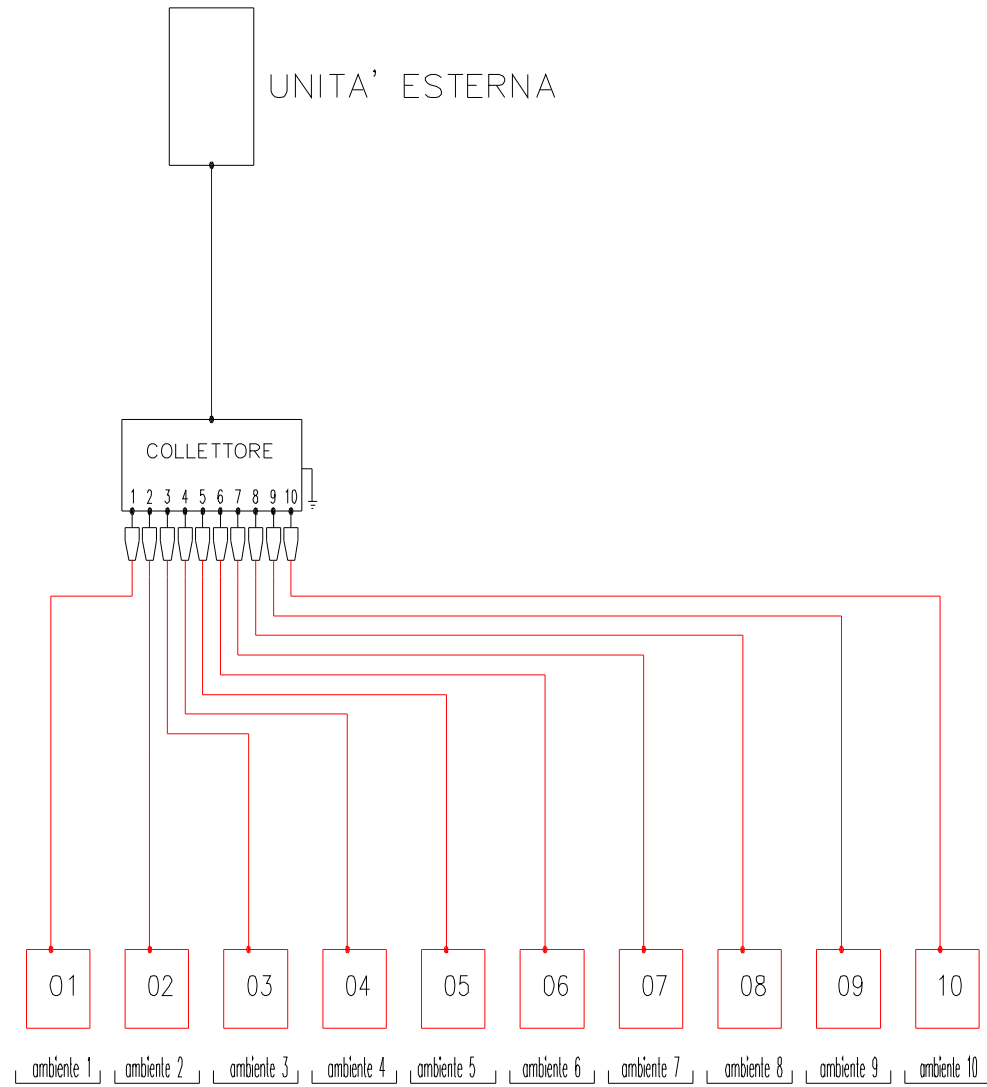 UNITA' ESTERNA
COLLETTORE
1 2 3 4 5 6 7 8 9 10
01 02 03 04 05 06 07 08 09 10
ambiente 1 ambiente 2 ambiente 3 ambiente 4 ambiente 5 ambiente 6 ambiente 7 ambiente 8 ambiente 9 ambiente 10